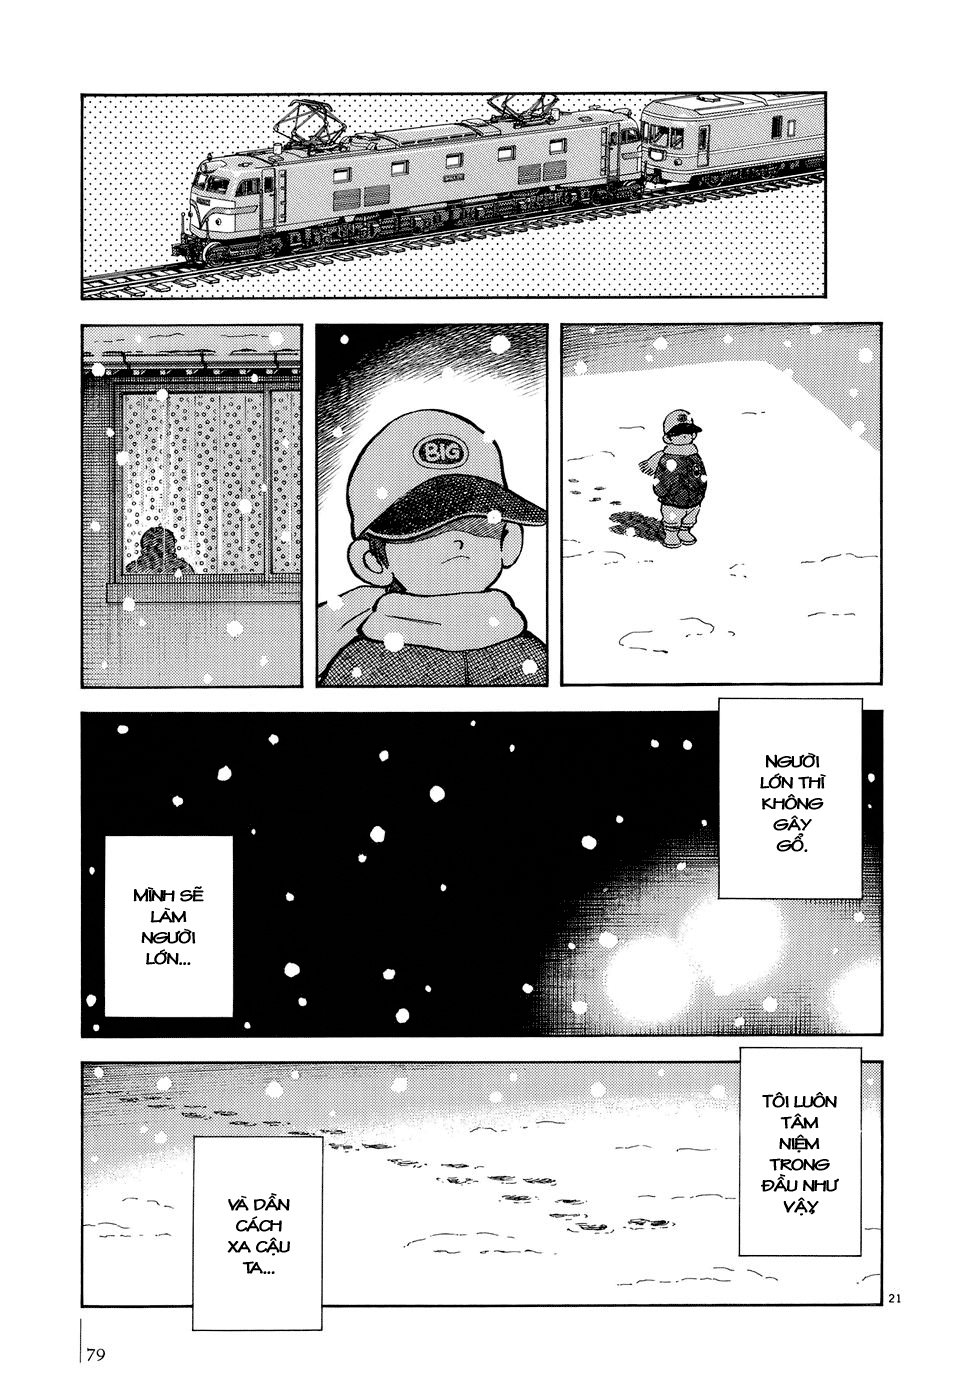 BIG
NGƯỜI
LỚN THÌ
KHÔNG
GÂY
GỔ.
MÌNH SẼ
LÀM
NGƯỜI
LỚN...
TÔI LUÔN
TÂM
NIỆM
TRONG
ĐẦU NHƯ
VẬY,
VÀ DẦN
CÁCH
XA CẬU
TA...
21
79